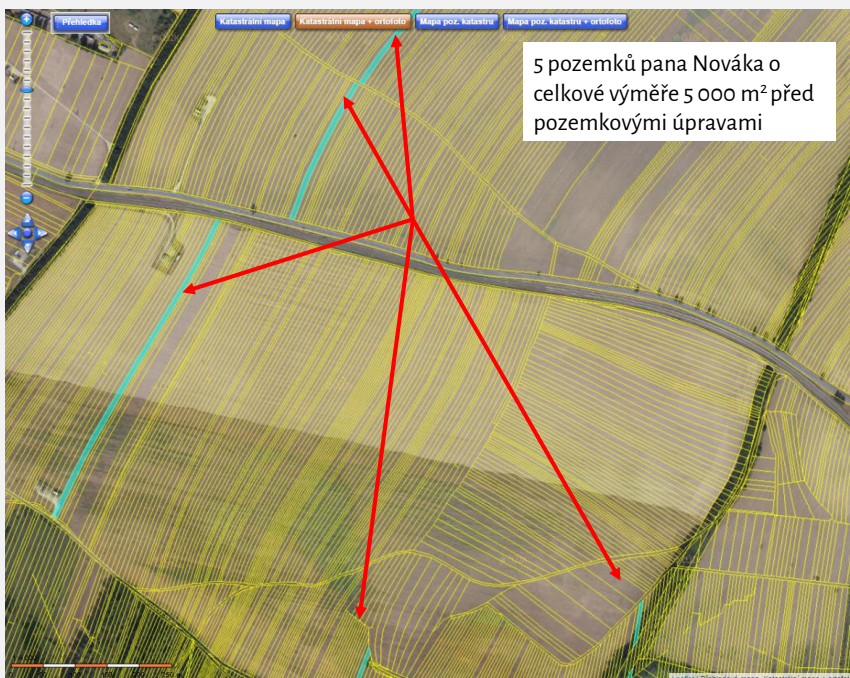 Přehledka
Katastrální mapa
Katastrální mapa + ortofoto
Mapa poz. katastru
Mapa poz. katastru + ortofoto
5 pozemků pana Nováka o
celkové výměře 5 000 m² před
pozemkovými úpravami